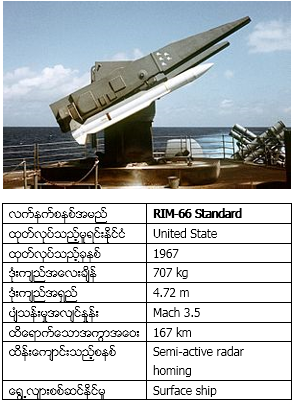 လက်နက်စနစ်အမည် RIM-66 Standard
ထုတ်လုပ်သည့်မူရင်းနိုင်ငံ United State
ထုတ်လုပ်သည့်ခုနှစ် 1967
ဒုံးကျည်အလေးချိန် 707 kg
ဒုံးကျည်အရှည် 4.72 m
ပျံသန်းမှုအလျင်နှုန်း Mach 3.5
ထိရောက်သောအကွာအဝေး 167 km
ထိန်းကျောင်းသည့်စနစ် Semi-active radar
homing
ရွေ့လျားစစ်ဆင်နိုင်မှု Surface ship